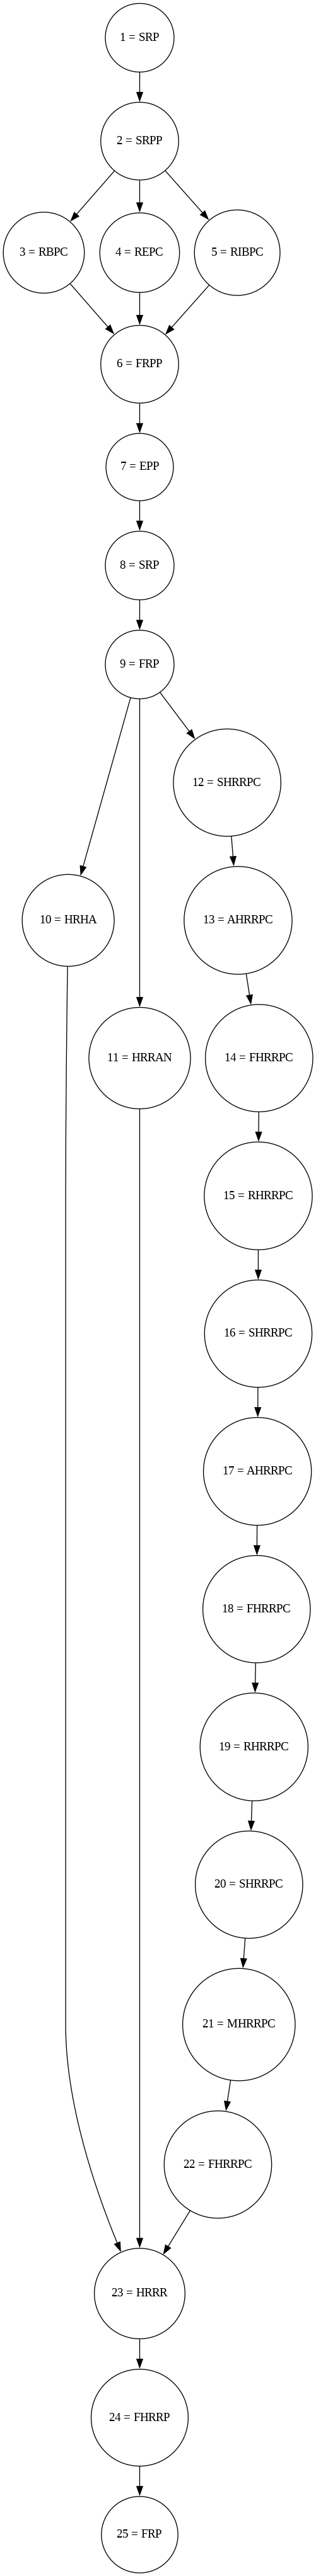 1 = SRP
2 = SRPP
3 = RBPC
4 = REPC
5 = RIBPC
6 = FRPP
7 = EPP
8 = SRP
9 = FRP
12 = SHRRPC
10 = HRHA
13 = AHRRPC
11 = HRRAN
14 = FHRRPC
15 = RHRRPC
16 = SHRRPC
17 = AHRRPC
18 = FHRRPC
19 = RHRRPC
20 = SHRRPC
21 = MHRRPC
22 = FHRRPC
23 = HRRR
24 = FHRRP
25 = FRP